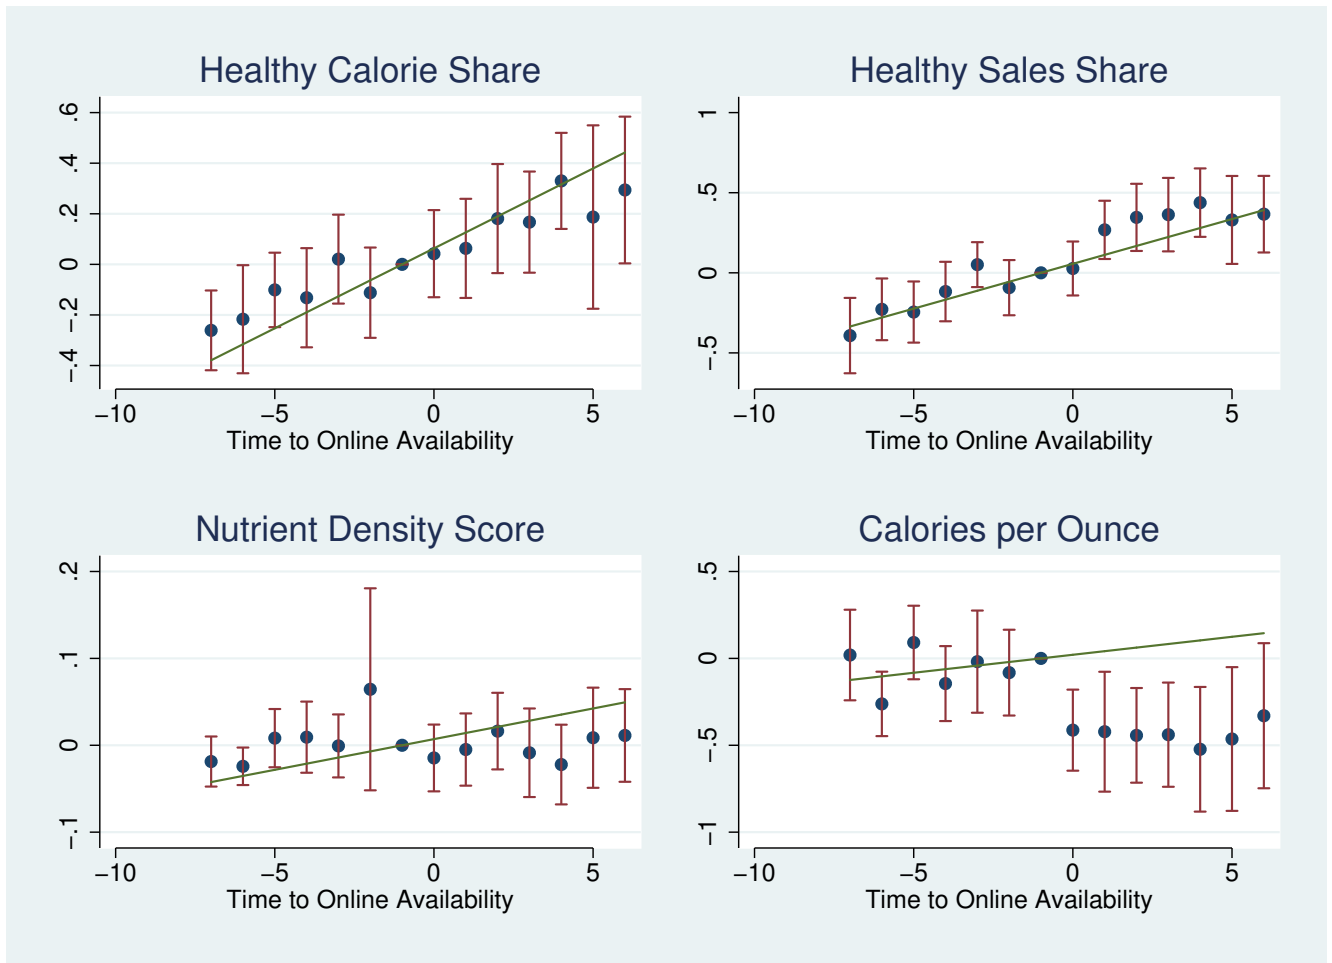 Healthy Calorie Share
.6
.4
.2
0
−.2
−.4
−10 −5 0 5
Time to Online Availability
Healthy Sales Share
1
.5
0
−.5
−10 −5 0 5
Time to Online Availability
Nutrient Density Score
.2
.1
0
−.1
−10 −5 0 5
Time to Online Availability
Calories per Ounce
.5
0
−.5
−1
−10 −5 0 5
Time to Online Availability